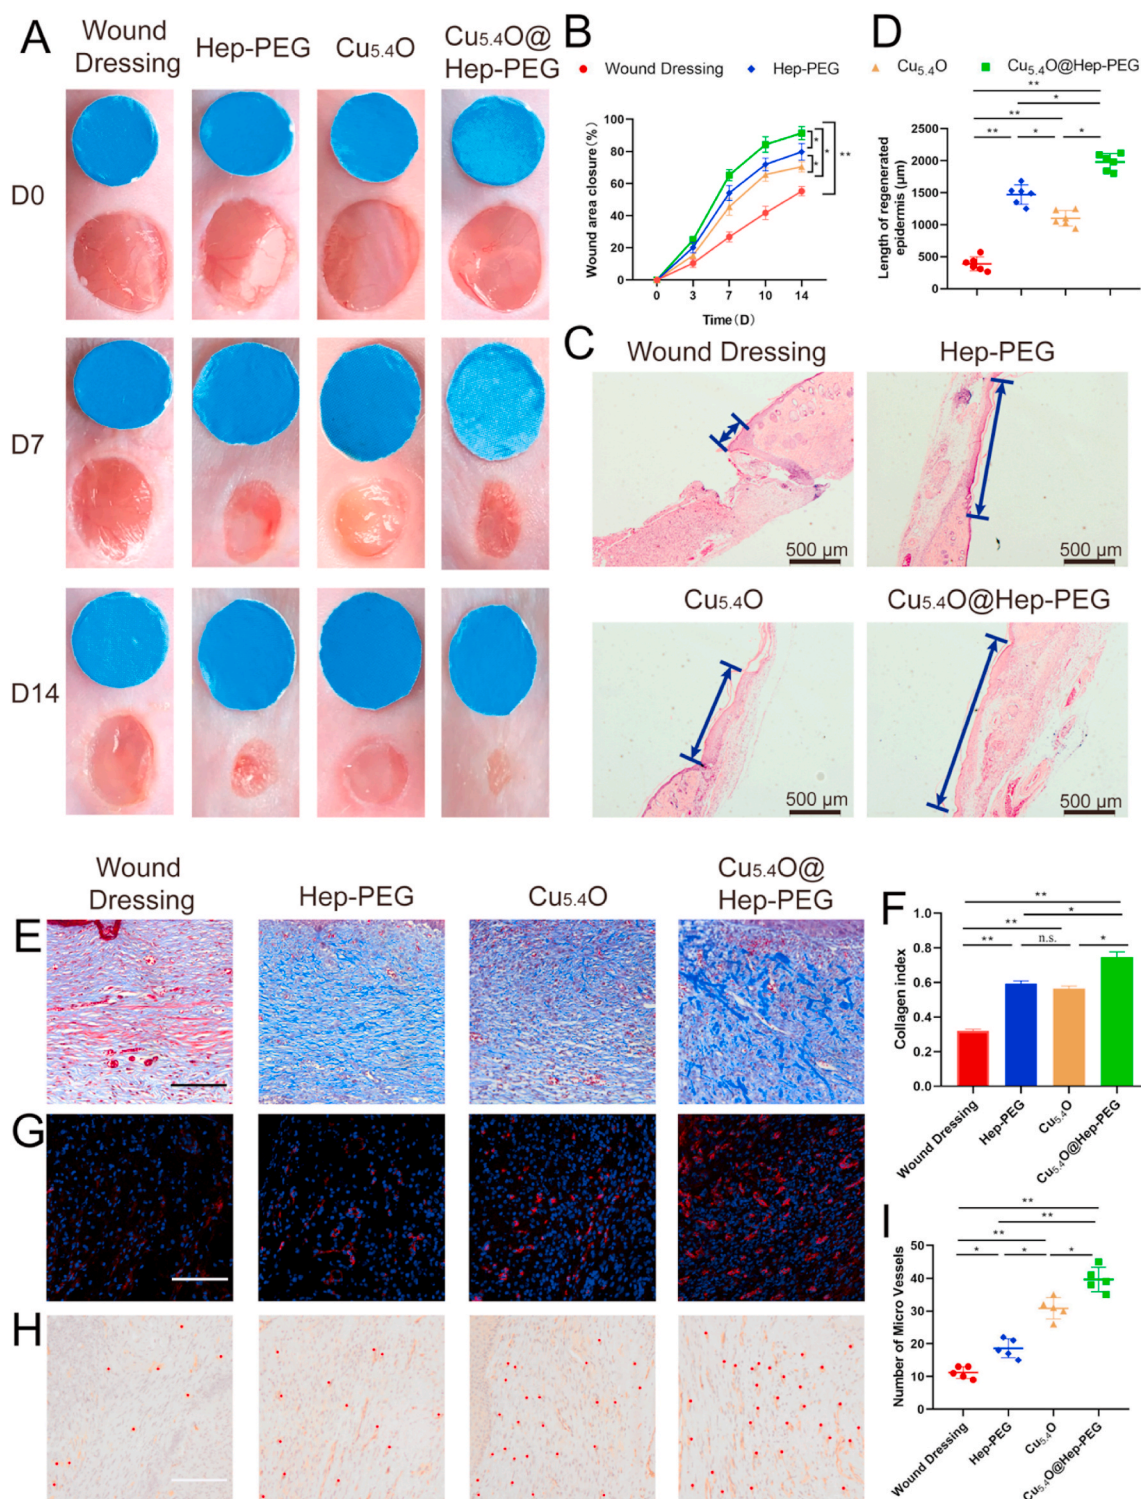 A
Wound
Dressing
Hep-PEG
Cu5.4O
Cu5.4O@
Hep-PEG
D0
D7
D14
B
Wound Dressing
Hep-PEG
Cu5.4O
Cu5.4O@Hep-PEG
Wound area closure(%)
100
80
60
40
20
0
0 3 7 10 14
Time(D)
*
*
*
**
D
**
*
**
** * *
Length of regenerated
epidermis (μm)
2500
2000
1500
1000
500
0
C
Wound Dressing
Hep-PEG
500 μm
500 μm
Cu5.4O
Cu5.4O@Hep-PEG
500 μm
500 μm
Wound
Dressing
Hep-PEG
Cu5.4O
Cu5.4O@
Hep-PEG
E
F
**
*
**
** n.s. *
Collagen index
1.0
0.8
0.6
0.4
0.2
0.0
Wound Dressing
Hep-PEG
Cu5.4O
Cu5.4O@Hep-PEG
G
H
I
**
**
**
* * *
Number of Micro Vessels
50
40
30
20
10
0
Wound Dressing
Hep-PEG
Cu5.4O
Cu5.4O@Hep-PEG